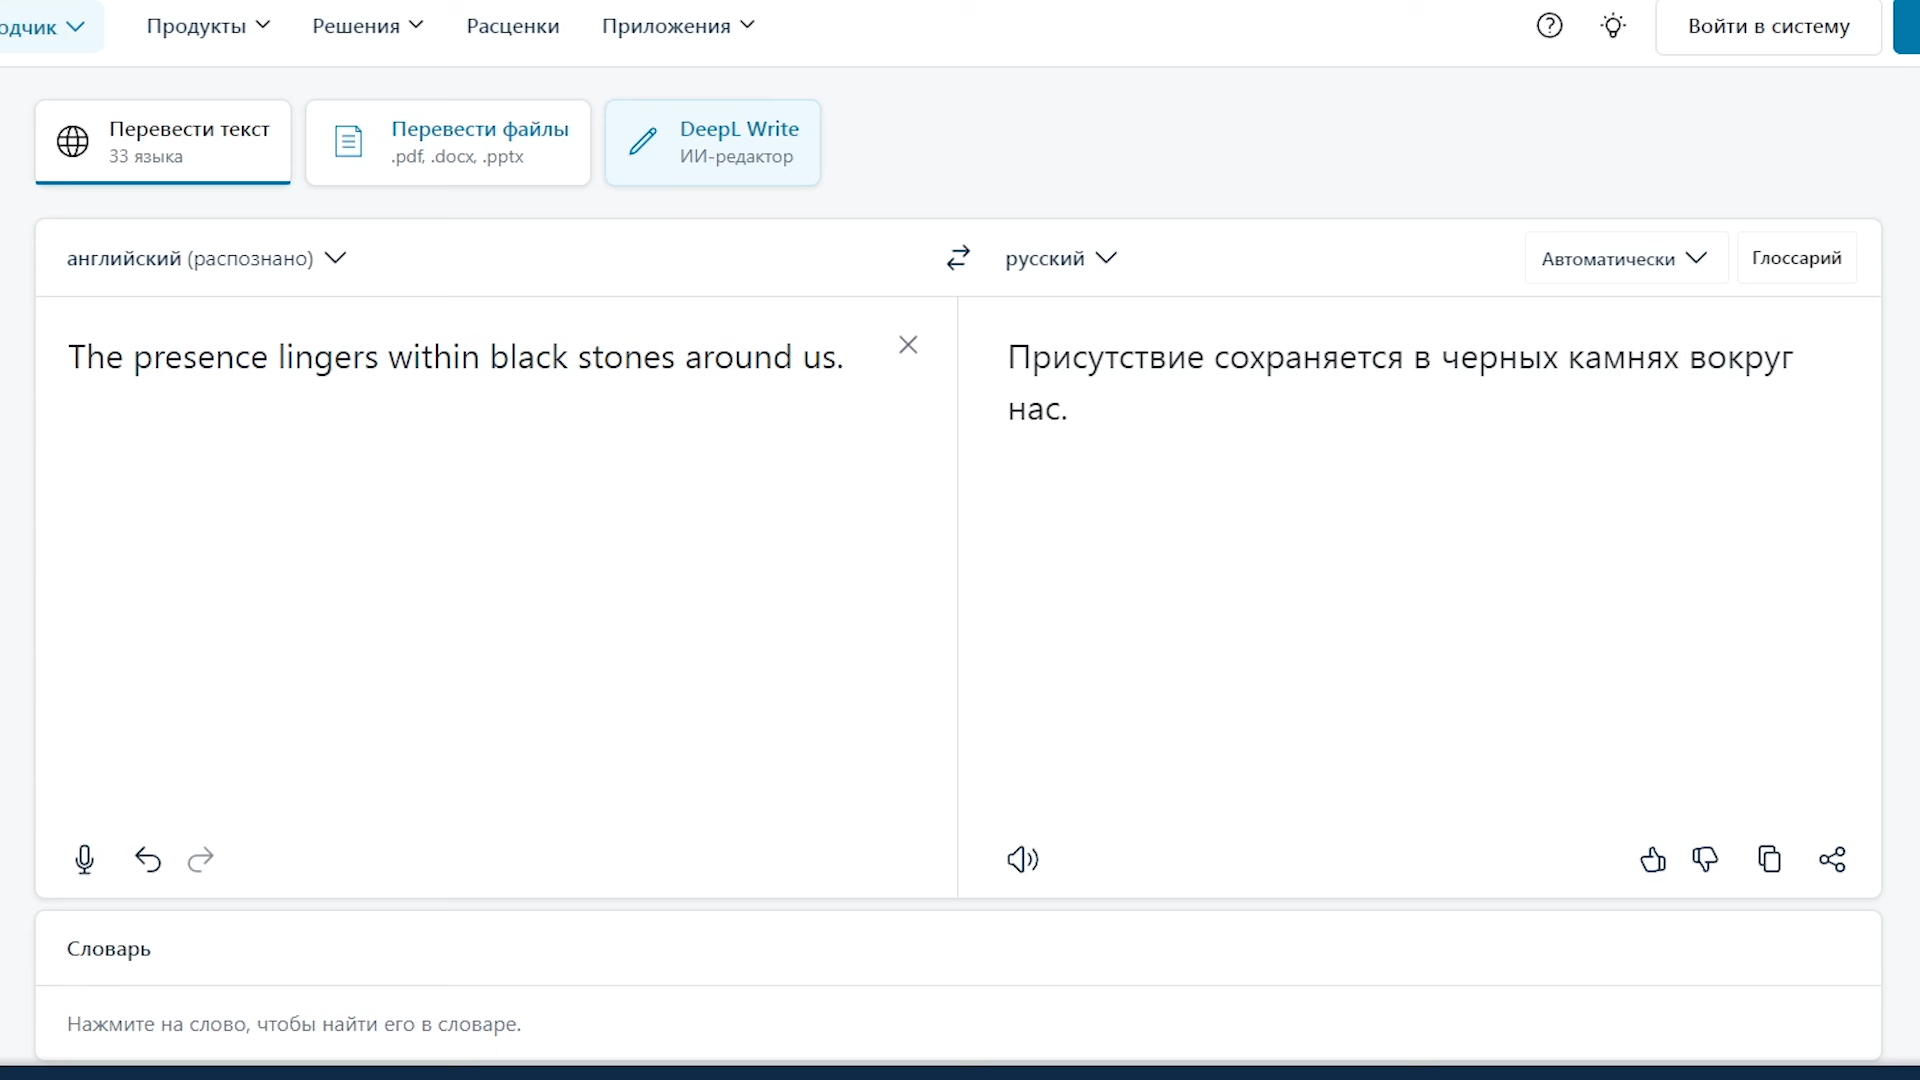 одчик
Продукты
Решения
Расценки
Приложения
Войти в систему
Перевести текст
33 языка
Перевести файлы
.pdf, .docx, .pptx
DeepL Write
ИИ-редактор
английский (распознано)
русский
Автоматически
Глоссарий
The presence lingers within black stones around us.
Присутствие сохраняется в черных камнях вокруг
нас.
Словарь
Нажмите на слово, чтобы найти его в словаре.